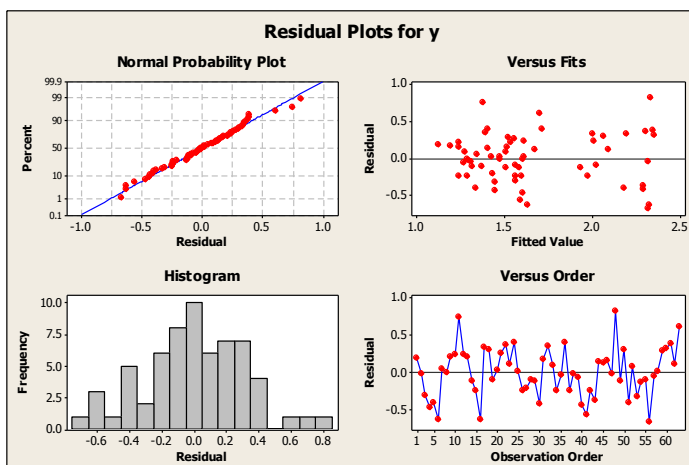 Residual Plots for y
Normal Probability Plot
99.9
99
90
50
10
1
0.1
Percent
-1.0 -0.5 0.0 0.5 1.0
Residual
Versus Fits
1.0
0.5
0.0
-0.5
Residual
1.0 1.5 2.0 2.5
Fitted Value
Histogram
10.0
7.5
5.0
2.5
0.0
Frequency
-0.6 -0.4 -0.2 0.0 0.2 0.4 0.6 0.8
Residual
Versus Order
1.0
0.5
0.0
-0.5
Residual
1 5 10 15 20 25 30 35 40 45 50 55 60
Observation Order